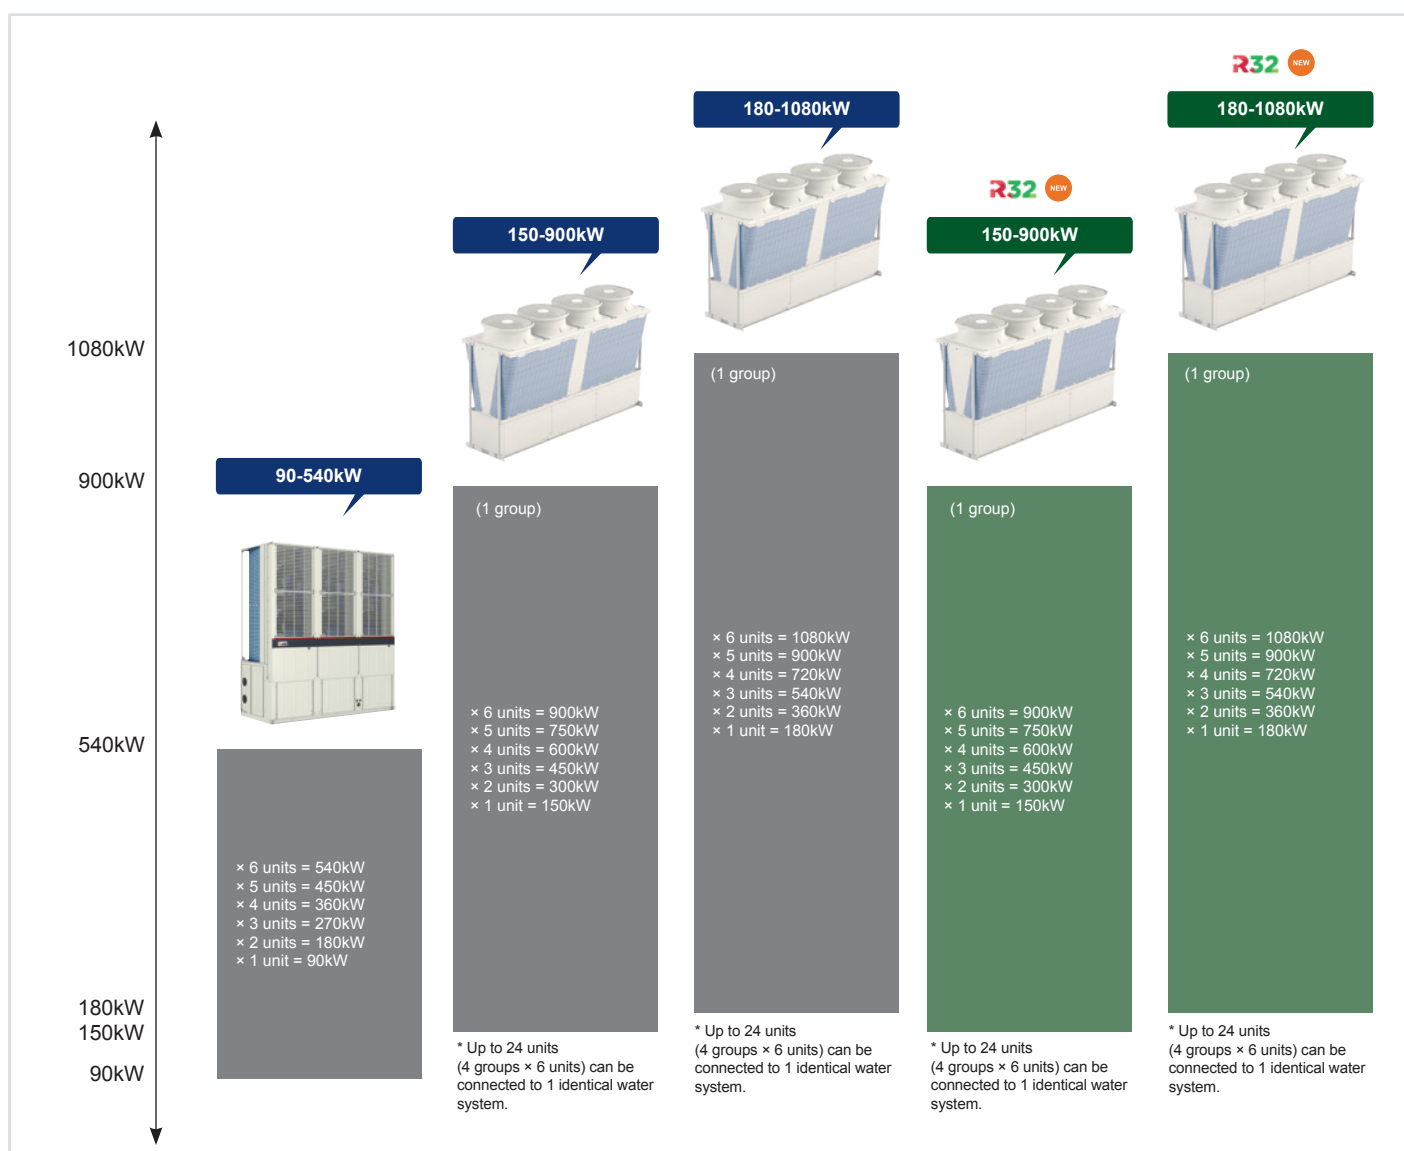 1080kW
900kW
540kW
180kW
150kW
90kW
90-540kW
× 6 units = 540kW
× 5 units = 450kW
× 4 units = 360kW
× 3 units = 270kW
× 2 units = 180kW
× 1 unit = 90kW
150-900kW
(1 group)
× 6 units = 900kW
× 5 units = 750kW
× 4 units = 600kW
× 3 units = 450kW
× 2 units = 300kW
× 1 unit = 150kW
* Up to 24 units
(4 groups × 6 units) can be
connected to 1 identical water
system.
180-1080kW
(1 group)
× 6 units = 1080kW
× 5 units = 900kW
× 4 units = 720kW
× 3 units = 540kW
× 2 units = 360kW
× 1 unit = 180kW
* Up to 24 units
(4 groups × 6 units) can be
connected to 1 identical water
system.
R32 NEW
150-900kW
(1 group)
× 6 units = 900kW
× 5 units = 750kW
× 4 units = 600kW
× 3 units = 450kW
× 2 units = 300kW
× 1 unit = 150kW
* Up to 24 units
(4 groups × 6 units) can be
connected to 1 identical water
system.
R32 NEW
180-1080kW
(1 group)
× 6 units = 1080kW
× 5 units = 900kW
× 4 units = 720kW
× 3 units = 540kW
× 2 units = 360kW
× 1 unit = 180kW
* Up to 24 units
(4 groups × 6 units) can be
connected to 1 identical water
system.